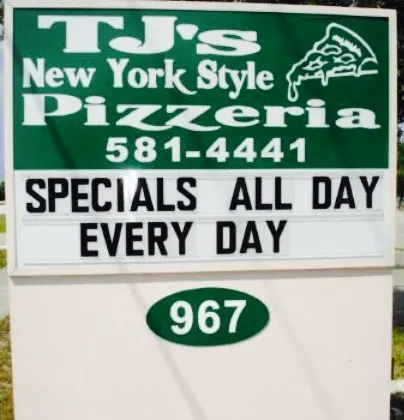 TJ's
New York Style
Pizzeria
581-4441
SPECIALS ALL DAY
EVERY DAY
967